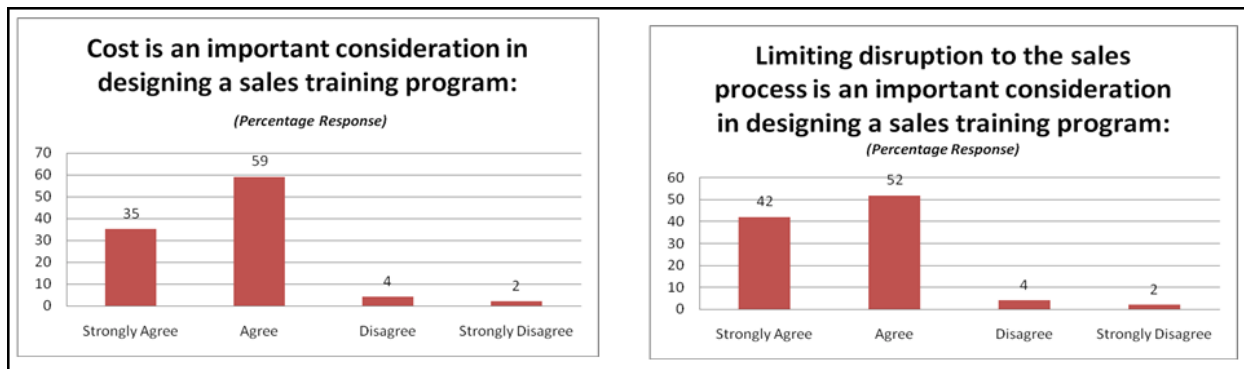 Cost is an important consideration in
designing a sales training program:
(Percentage Response)
70
60
50
40
30
20
10
0
35
59
4
2
Strongly Agree
Agree
Disagree
Strongly Disagree
Limiting disruption to the sales
process is an important consideration
in designing a sales training program:
(Percentage Response)
60
50
40
30
20
10
0
42
52
4
2
Strongly Agree
Agree
Disagree
Strongly Disagree